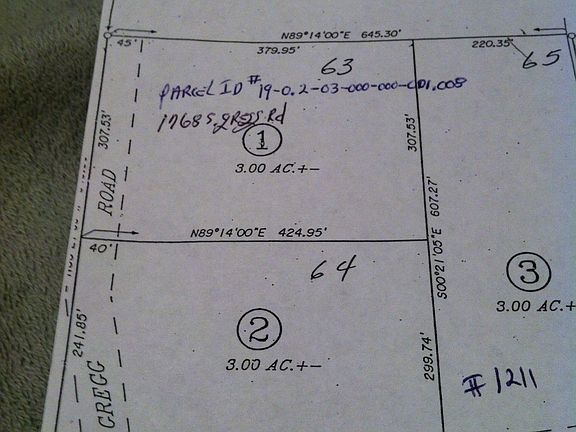 N89°14'00"E 645.30'
45'
379.95'
220.35'
63
65
PARCEL ID # 19-02-03-000-000-001.008
1768 S. Gregg Rd
1
3.00 AC.+-
307.53'
307.53'
ROAD
N89°14'00"E 424.95'
40'
S00°21'05"E 607.27'
64
3
3.00 AC.+
2
3.00 AC.+-
241.85'
299.74'
GREGG
# 1211